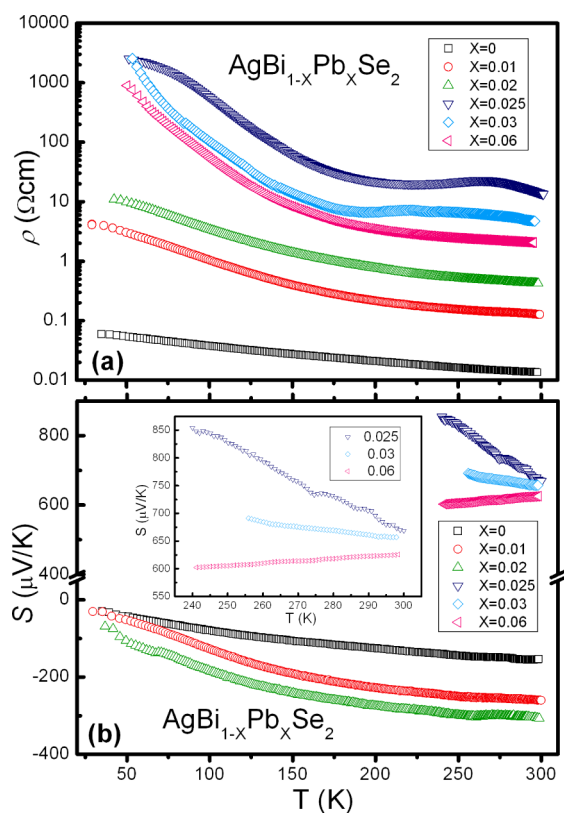 10000
1000
100
10
1
0.1
0.01
ρ (Ωcm)
AgBi1-XPbXSe2
X=0
X=0.01
X=0.02
X=0.025
X=0.03
X=0.06
(a)
800
600
400
0
-200
-400
S (μV/K)
850
800
750
700
650
600
550
S (μV/K)
0.025
0.03
0.06
240 250 260 270 280 290 300
T (K)
X=0
X=0.01
X=0.02
X=0.025
X=0.03
X=0.06
(b)
AgBi1-XPbXSe2
50 100 150 200 250 300
T (K)